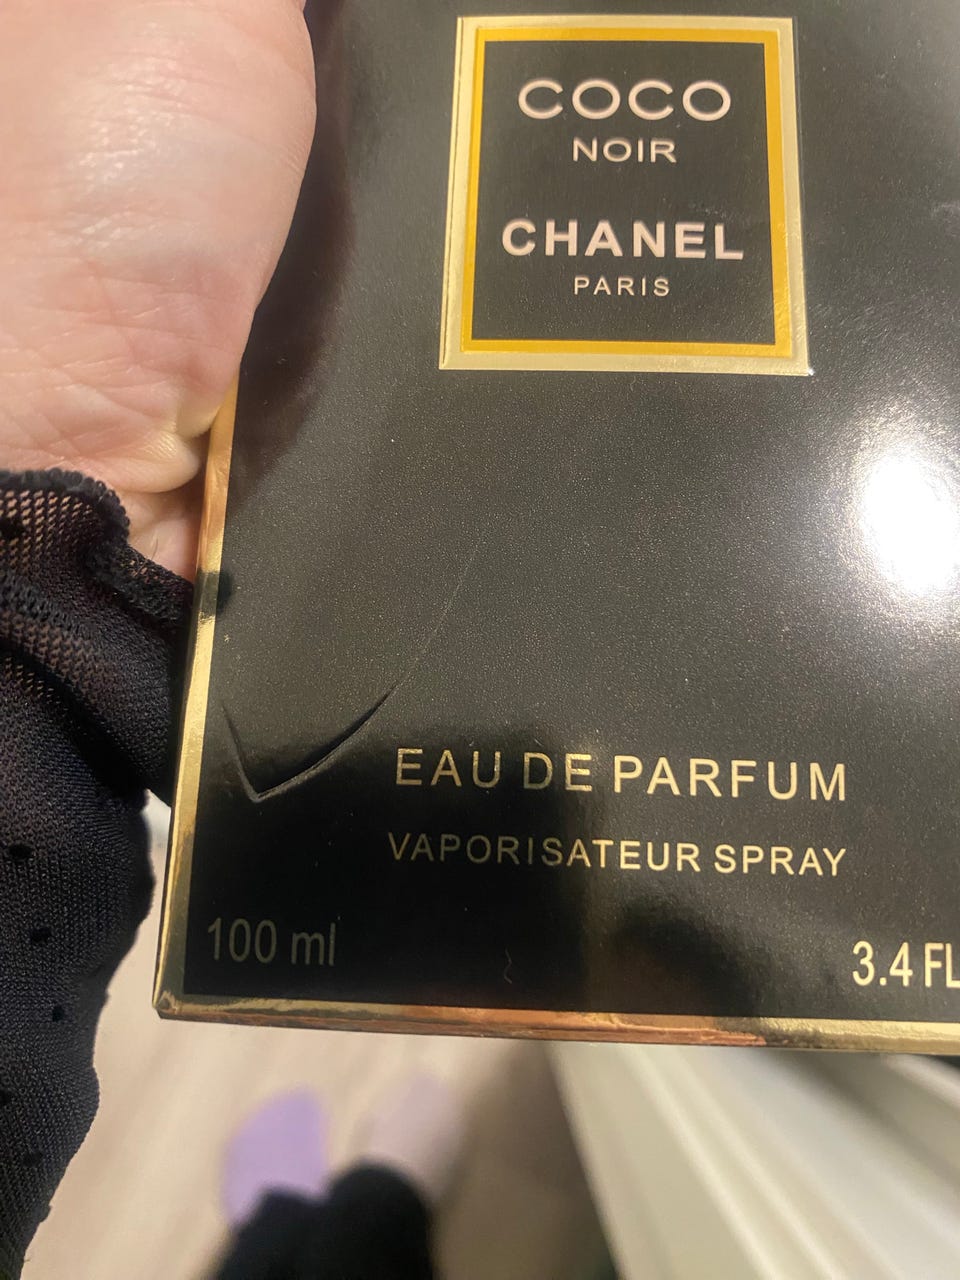 COCO
NOIR
CHANEL
PARIS
EAU DE PARFUM
VAPORISATEUR SPRAY
100 ml
3.4 FL